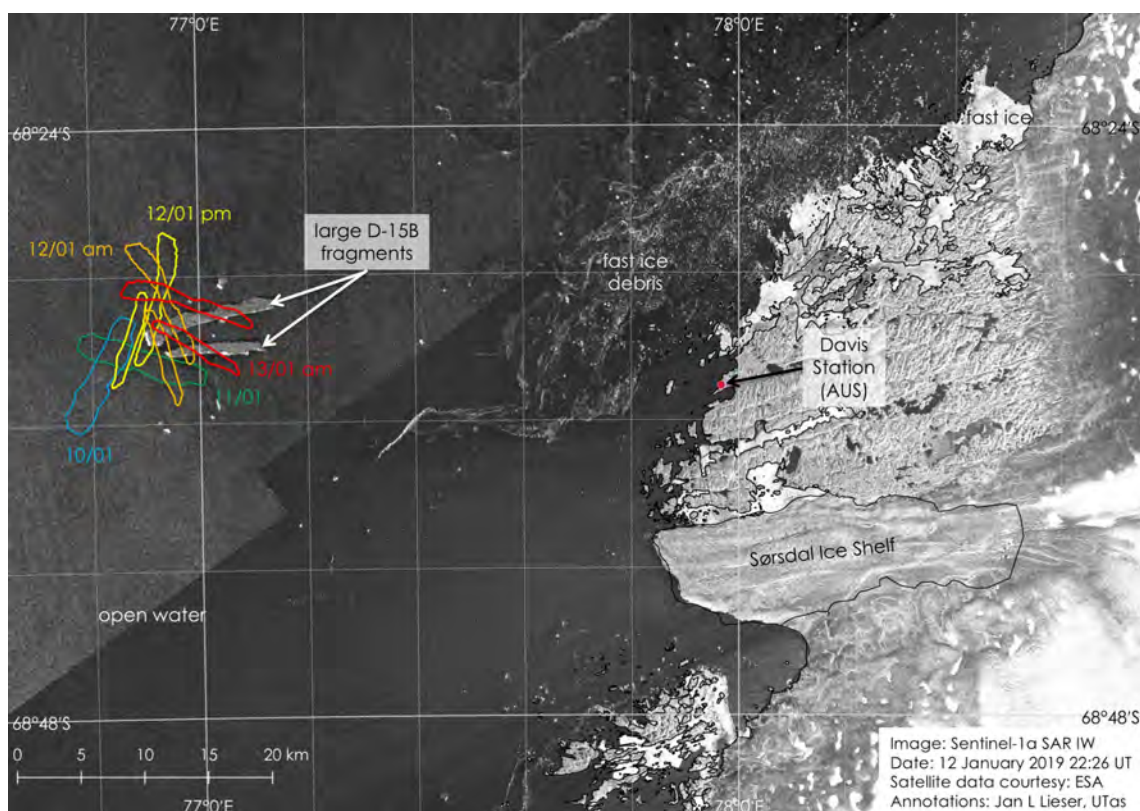 77°0'E
78°0'E
68°24'S
fast ice
68°24'S
12/01 pm
12/01 am
large D-15B
fragments
fast ice
debris
Davis
Station
(AUS)
13/01 am
11/01
10/01
Sørsdal Ice Shelf
open water
68°48'S
68°48'S
0 5 10 15 20 km
77°0'E
78°0'E
Image: Sentinel-1a SAR IW
Date: 12 January 2019 22:26 UT
Satellite data courtesy: ESA
Annotations: Jan L Lieser, UTas